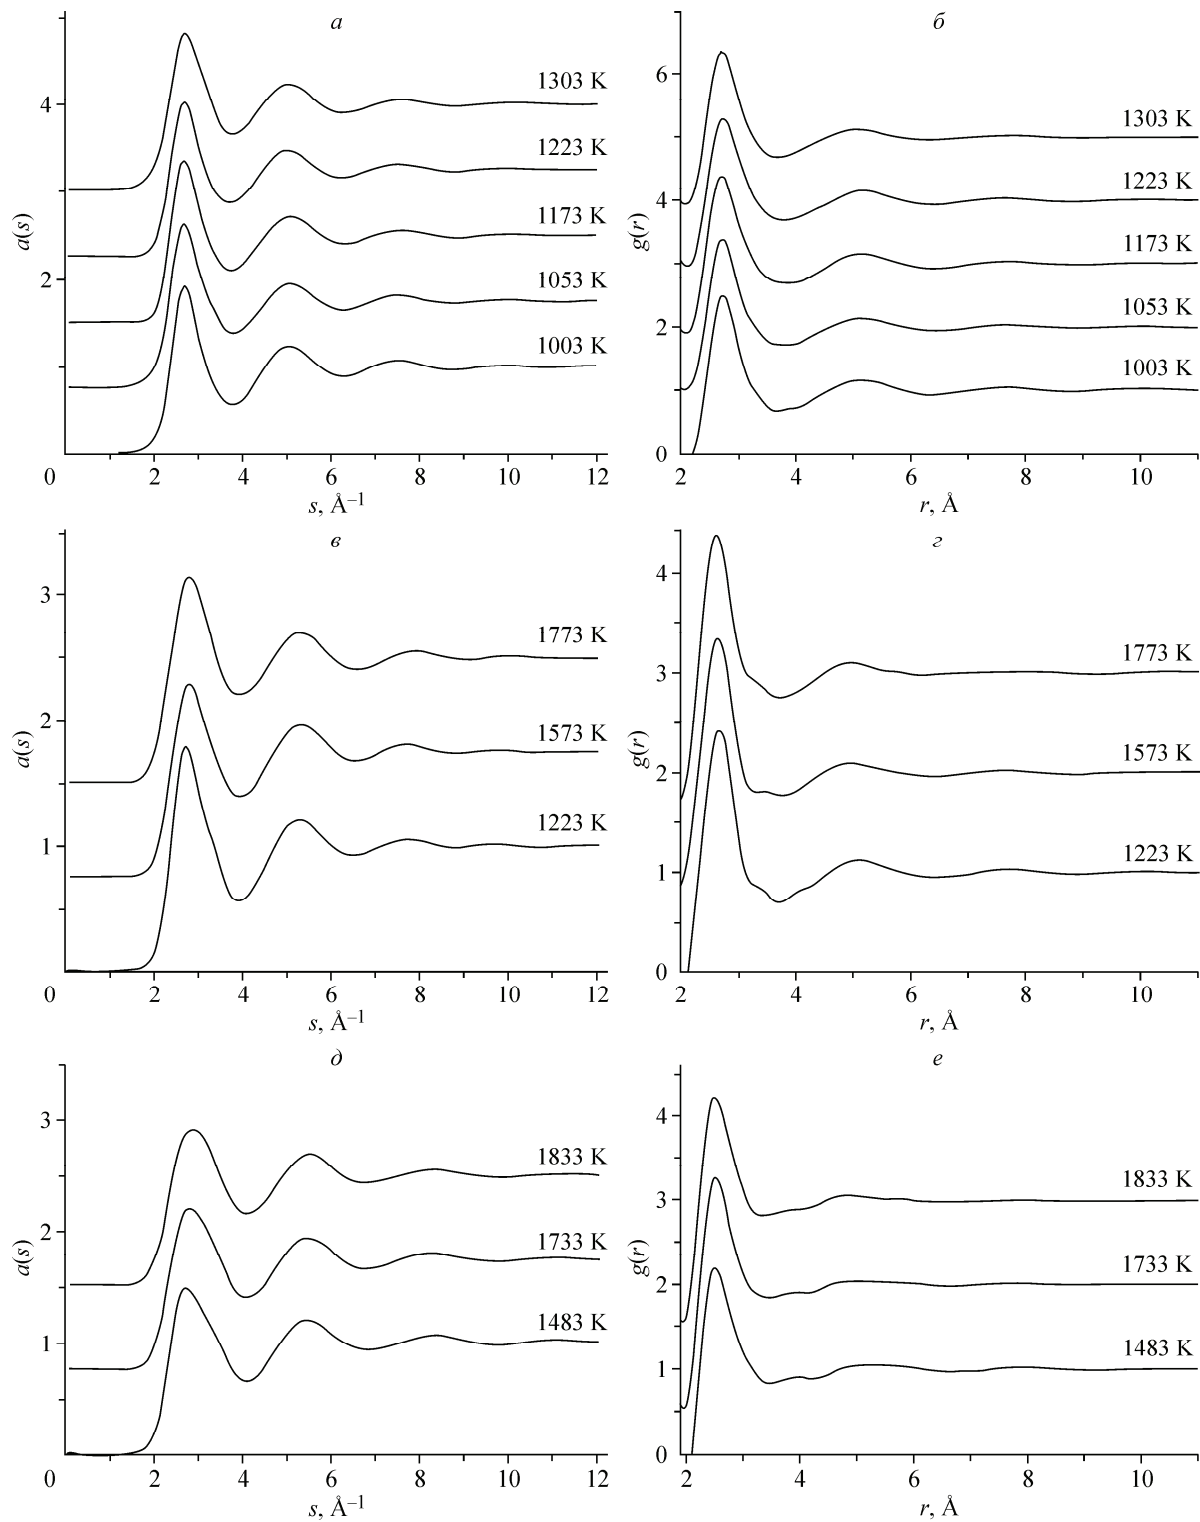 а
a(s)
4
2
0
1303 K
1223 K
1173 K
1053 K
1003 K
2 4 6 8 10 12
s, Å–1
б
g(r)
6
4
2
0
1303 K
1223 K
1173 K
1053 K
1003 K
2 4 6 8 10
r, Å
в
a(s)
3
2
1
0
1773 K
1573 K
1223 K
2 4 6 8 10 12
s, Å–1
г
g(r)
4
3
2
1
0
1773 K
1573 K
1223 K
2 4 6 8 10
r, Å
д
a(s)
3
2
1
0
1833 K
1733 K
1483 K
2 4 6 8 10 12
s, Å–1
е
g(r)
4
3
2
1
0
1833 K
1733 K
1483 K
2 4 6 8 10
r, Å